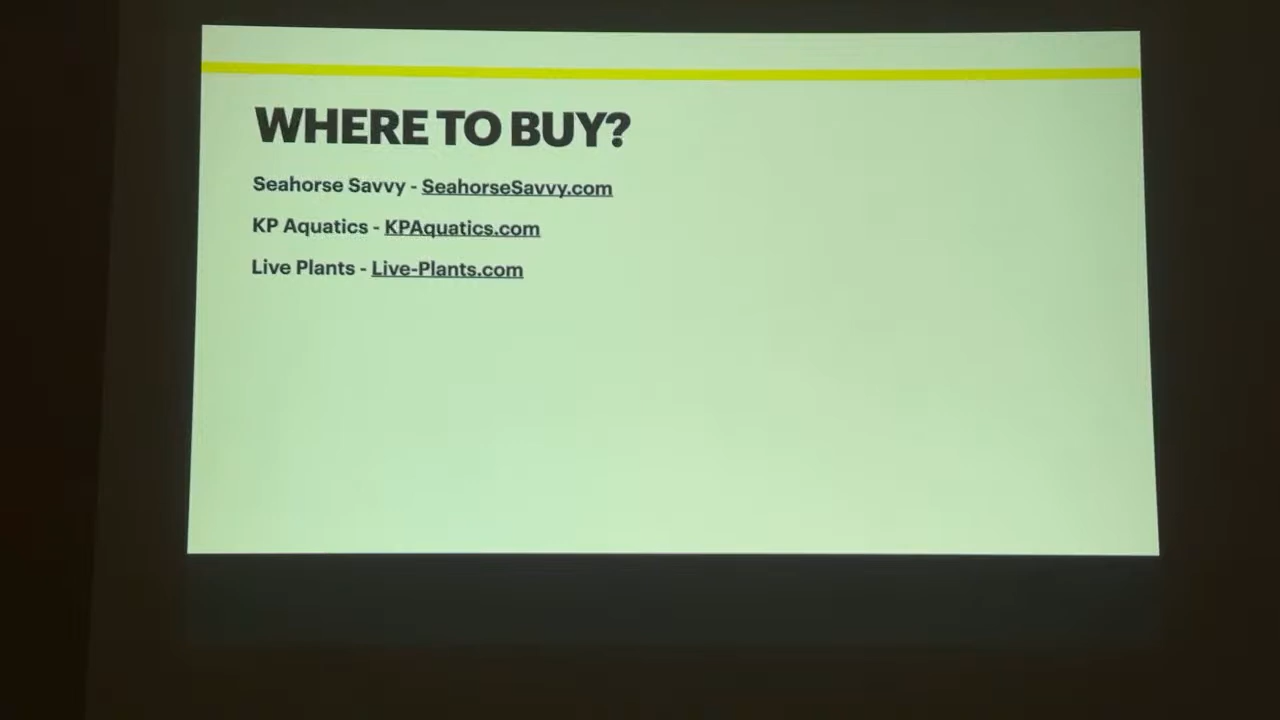 WHERE TO BUY?
Seahorse Savvy - SeahorseSavvy.com
KP Aquatics - KPAquatics.com
Live Plants - Live-Plants.com